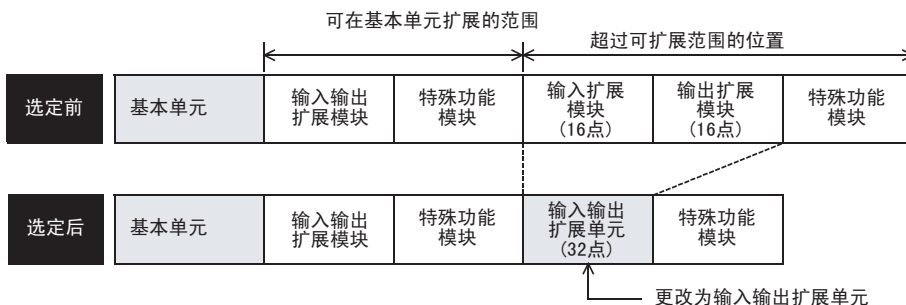 可在基本单元扩展的范围
超过可扩展范围的位置
选定前
基本单元
输入输出
扩展模块
特殊功能
模块
输入扩展
模块
(16点)
输出扩展
模块
(16点)
特殊功能
模块
选定后
基本单元
输入输出
扩展模块
特殊功能
模块
输入输出
扩展单元
(32点)
特殊功能
模块
更改为输入输出扩展单元